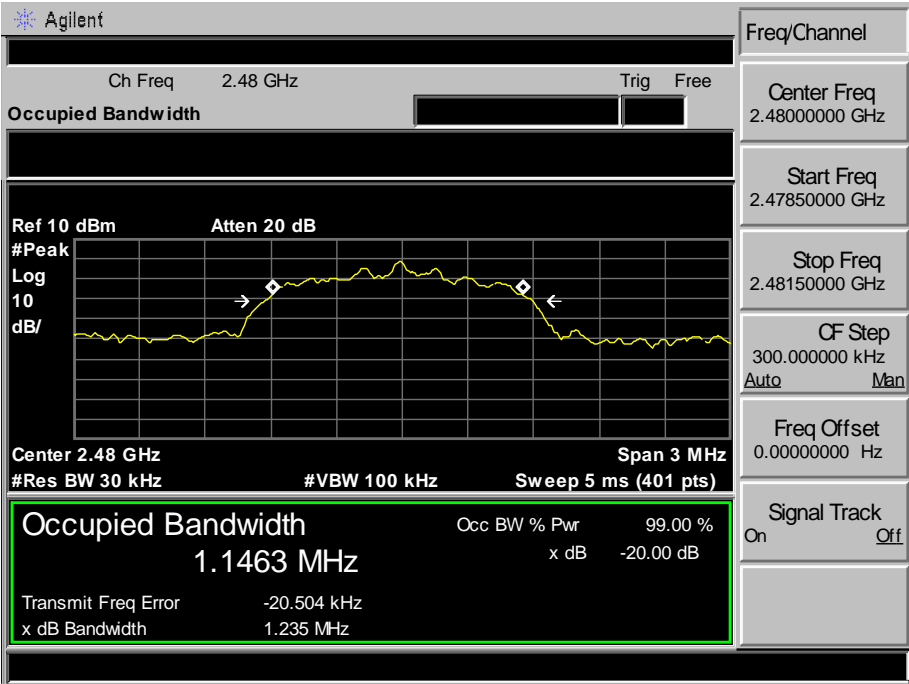 Agilent
Freq/Channel
Ch Freq 2.48 GHz Trig Free
Occupied Bandwidth
Center Freq
2.48000000 GHz
Start Freq
2.47850000 GHz
Stop Freq
2.48150000 GHz
CF Step
300.000000 kHz
Auto Man
Freq Offset
0.00000000 Hz
Signal Track
On Off
Ref 10 dBm Atten 20 dB
#Peak
Log
10
dB/
Center 2.48 GHz Span 3 MHz
#Res BW 30 kHz #VBW 100 kHz Sweep 5 ms (401 pts)
Occupied Bandwidth
1.1463 MHz
Occ BW % Pwr 99.00 %
x dB -20.00 dB
Transmit Freq Error -20.504 kHz
x dB Bandwidth 1.235 MHz